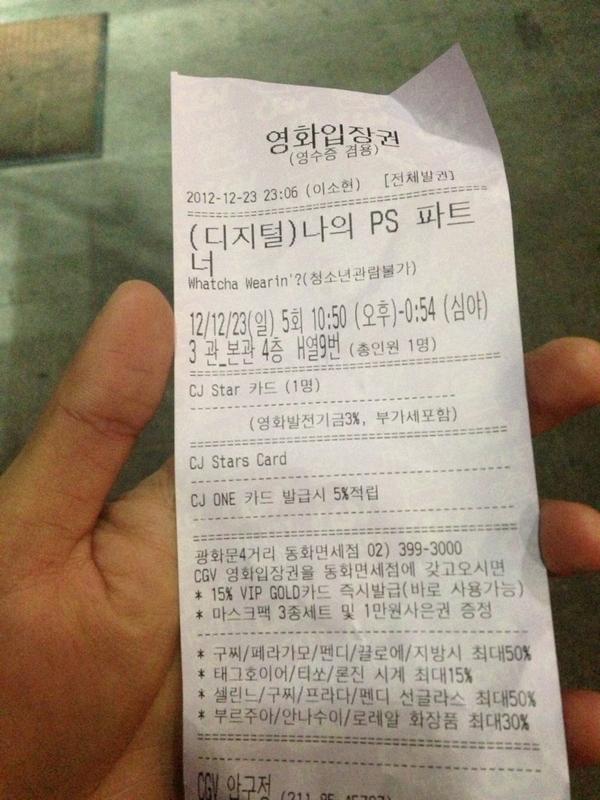 영화입장권
(영수증 겸용)
2012-12-23 23:06 (이소현) [전체발권]
(디지털)나의 PS 파트
너
Whatcha Wearin'?(청소년관람불가)
12/12/23(일) 5회 10:50 (오후)-0:54 (심야)
3 관_본관 4층 H열9번 (총인원 1명)
CJ Star 카드 (1명)
(영화발전기금3%, 부가세포함)
CJ Stars Card
CJ ONE 카드 발급시 5%적립
광화문4거리 동화면세점 02) 399-3000
CGV 영화입장권을 동화면세점에 갖고오시면
* 15% VIP GOLD카드 즉시발급(바로 사용가능)
* 마스크팩 3종세트 및 1만원사은권 증정
* 구찌/페라가모/펜디/끌로에/지방시 최대50%
* 태그호이어/티쏘/론진 시계 최대15%
* 셀린느/구찌/프라다/펜디 선글라스 최대50%
* 부르주아/안나수이/로레알 화장품 최대30%
CGV 압구정